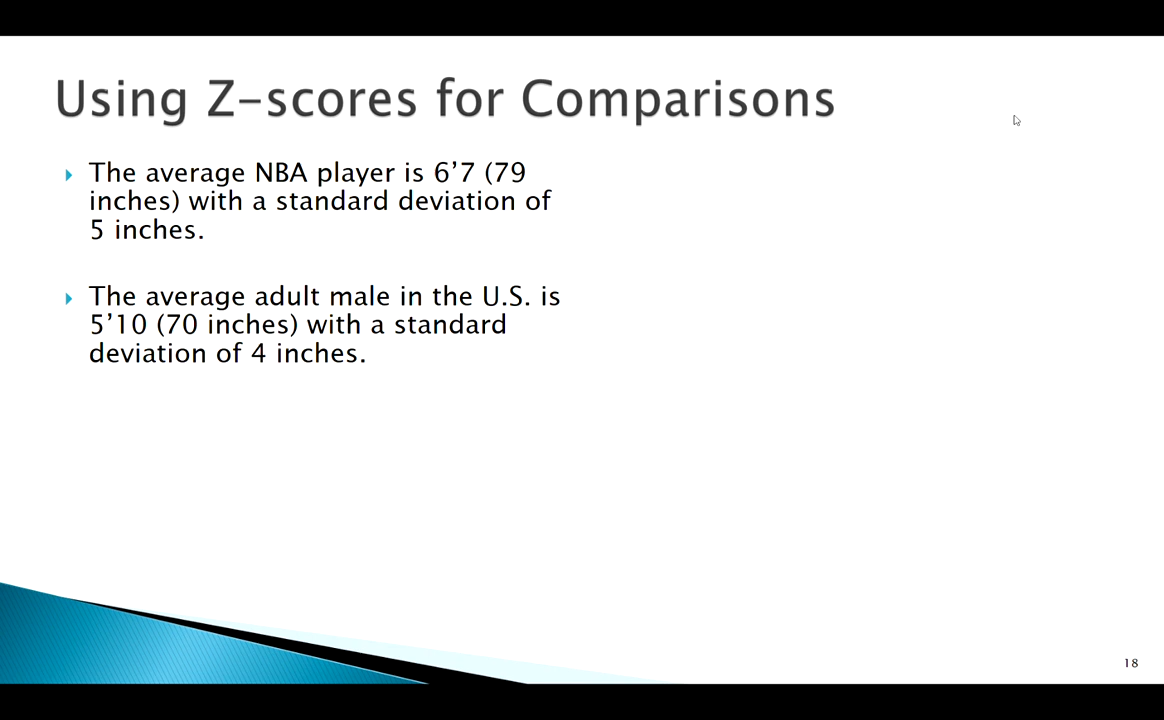 Using Z-scores for Comparisons
The average NBA player is 6’7 (79
inches) with a standard deviation of
5 inches.
The average adult male in the U.S. is
5’10 (70 inches) with a standard
deviation of 4 inches.
18